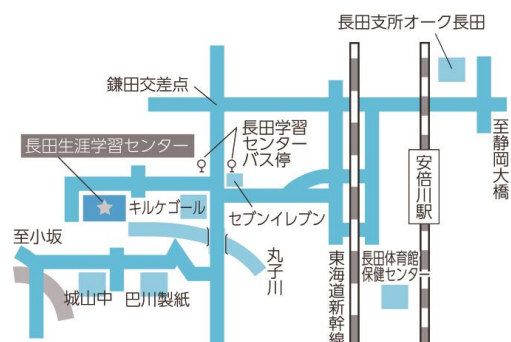 長田支所オーク長田
鎌田交差点
長田学習
センター
バス停
長田生涯学習センター
至静岡大橋
安倍川駅
キルケゴール
セブンイレブン
至小坂
丸子川
東海道新幹線
長田体育館
保健センター
城山中
巴川製紙